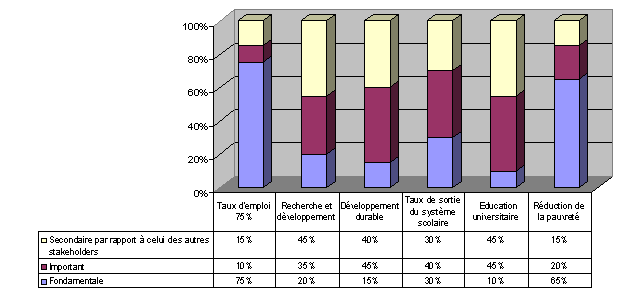 100%
80%
60%
40%
20%
0%
Taux d'emploi
75%
Recherche et
développement
Développement
durable
Taux de sortie
du système
scolaire
Education
universitaire
Réduction de
la pauvreté
Secondaire par rapport à celui des autres
stakeholders
15% 45% 40% 30% 45% 15%
Important 10% 35% 45% 40% 45% 20%
Fondamentale 75% 20% 15% 30% 10% 65%